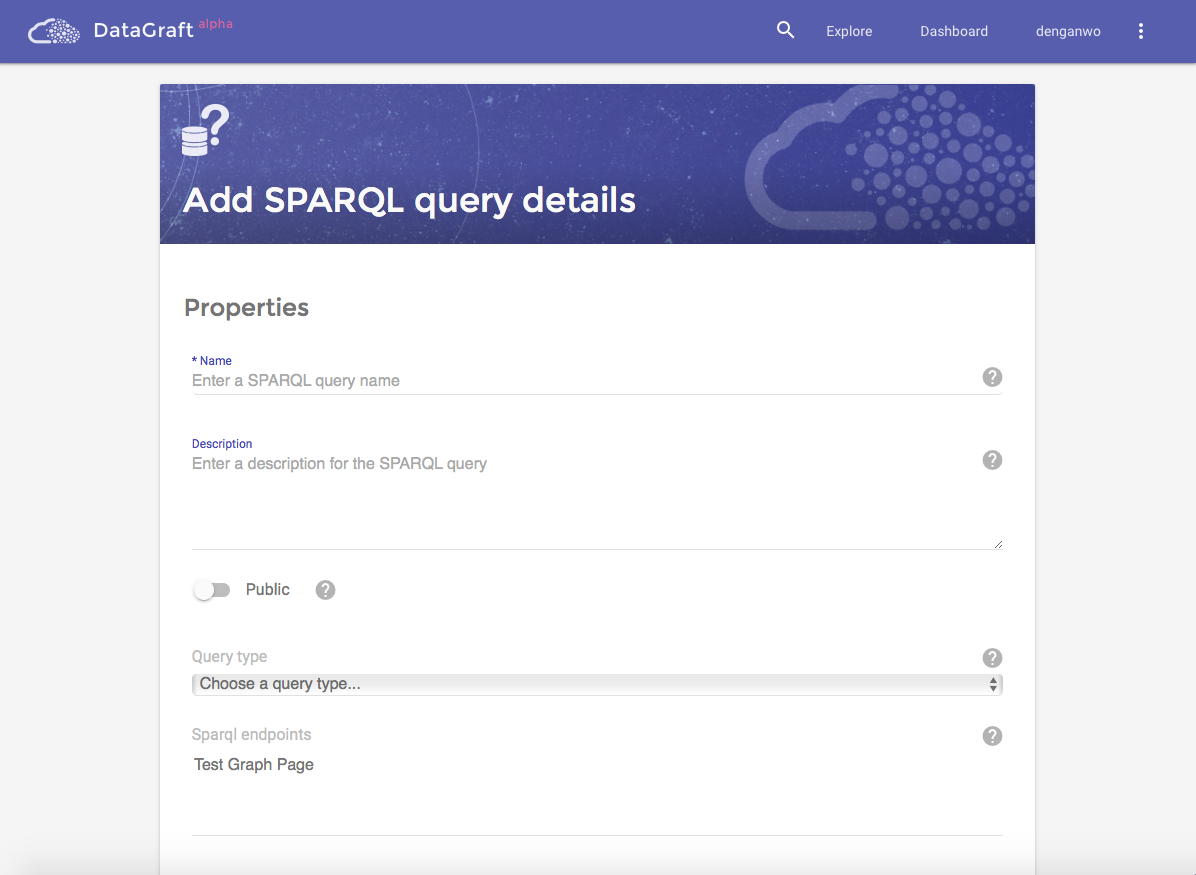 DataGraft alpha
Explore Dashboard denganwo
Add SPARQL query details
Properties
* Name
Enter a SPARQL query name
Description
Enter a description for the SPARQL query
Public
Query type
Choose a query type...
Sparql endpoints
Test Graph Page